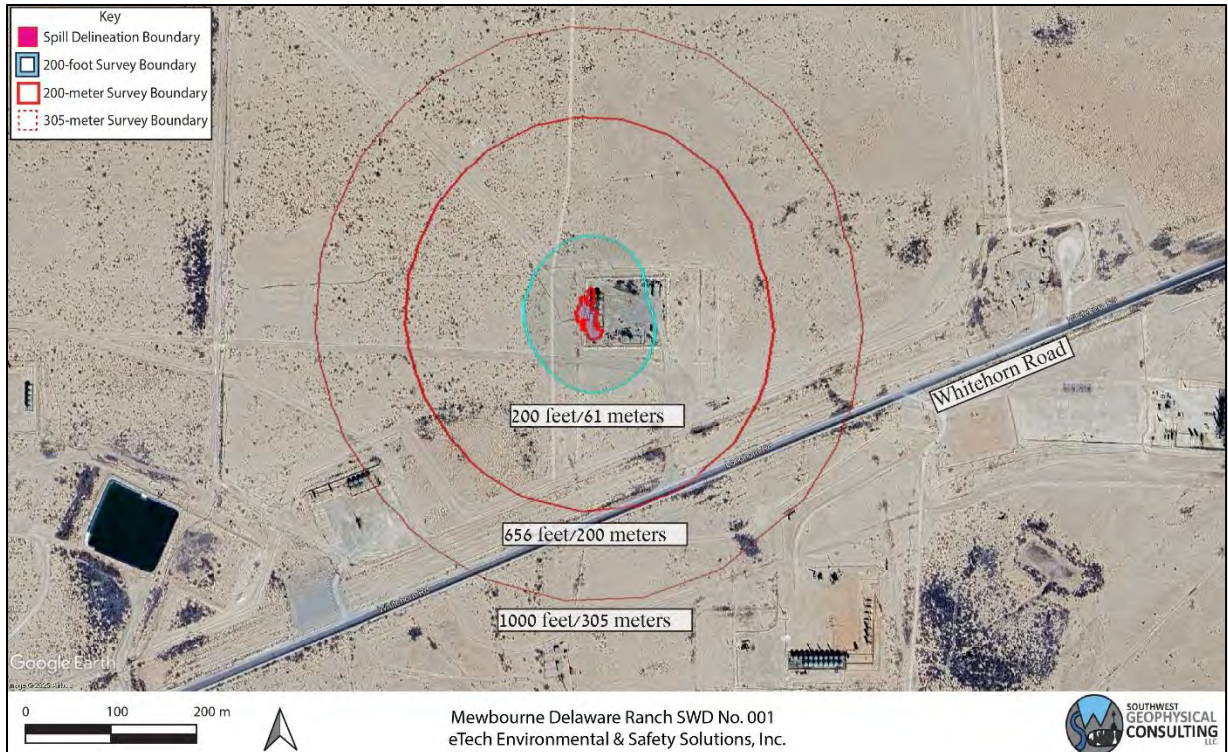 Key
Spill Delineation Boundary
200-foot Survey Boundary
200-meter Survey Boundary
305-meter Survey Boundary
Whitehorn Road
200 feet/61 meters
656 feet/200 meters
1000 feet/305 meters
Google Earth
0 100 200 m
Mewbourne Delaware Ranch SWD No. 001
eTech Environmental & Safety Solutions, Inc.
SOUTHWEST
GEOPHYSICAL
CONSULTING
LLC